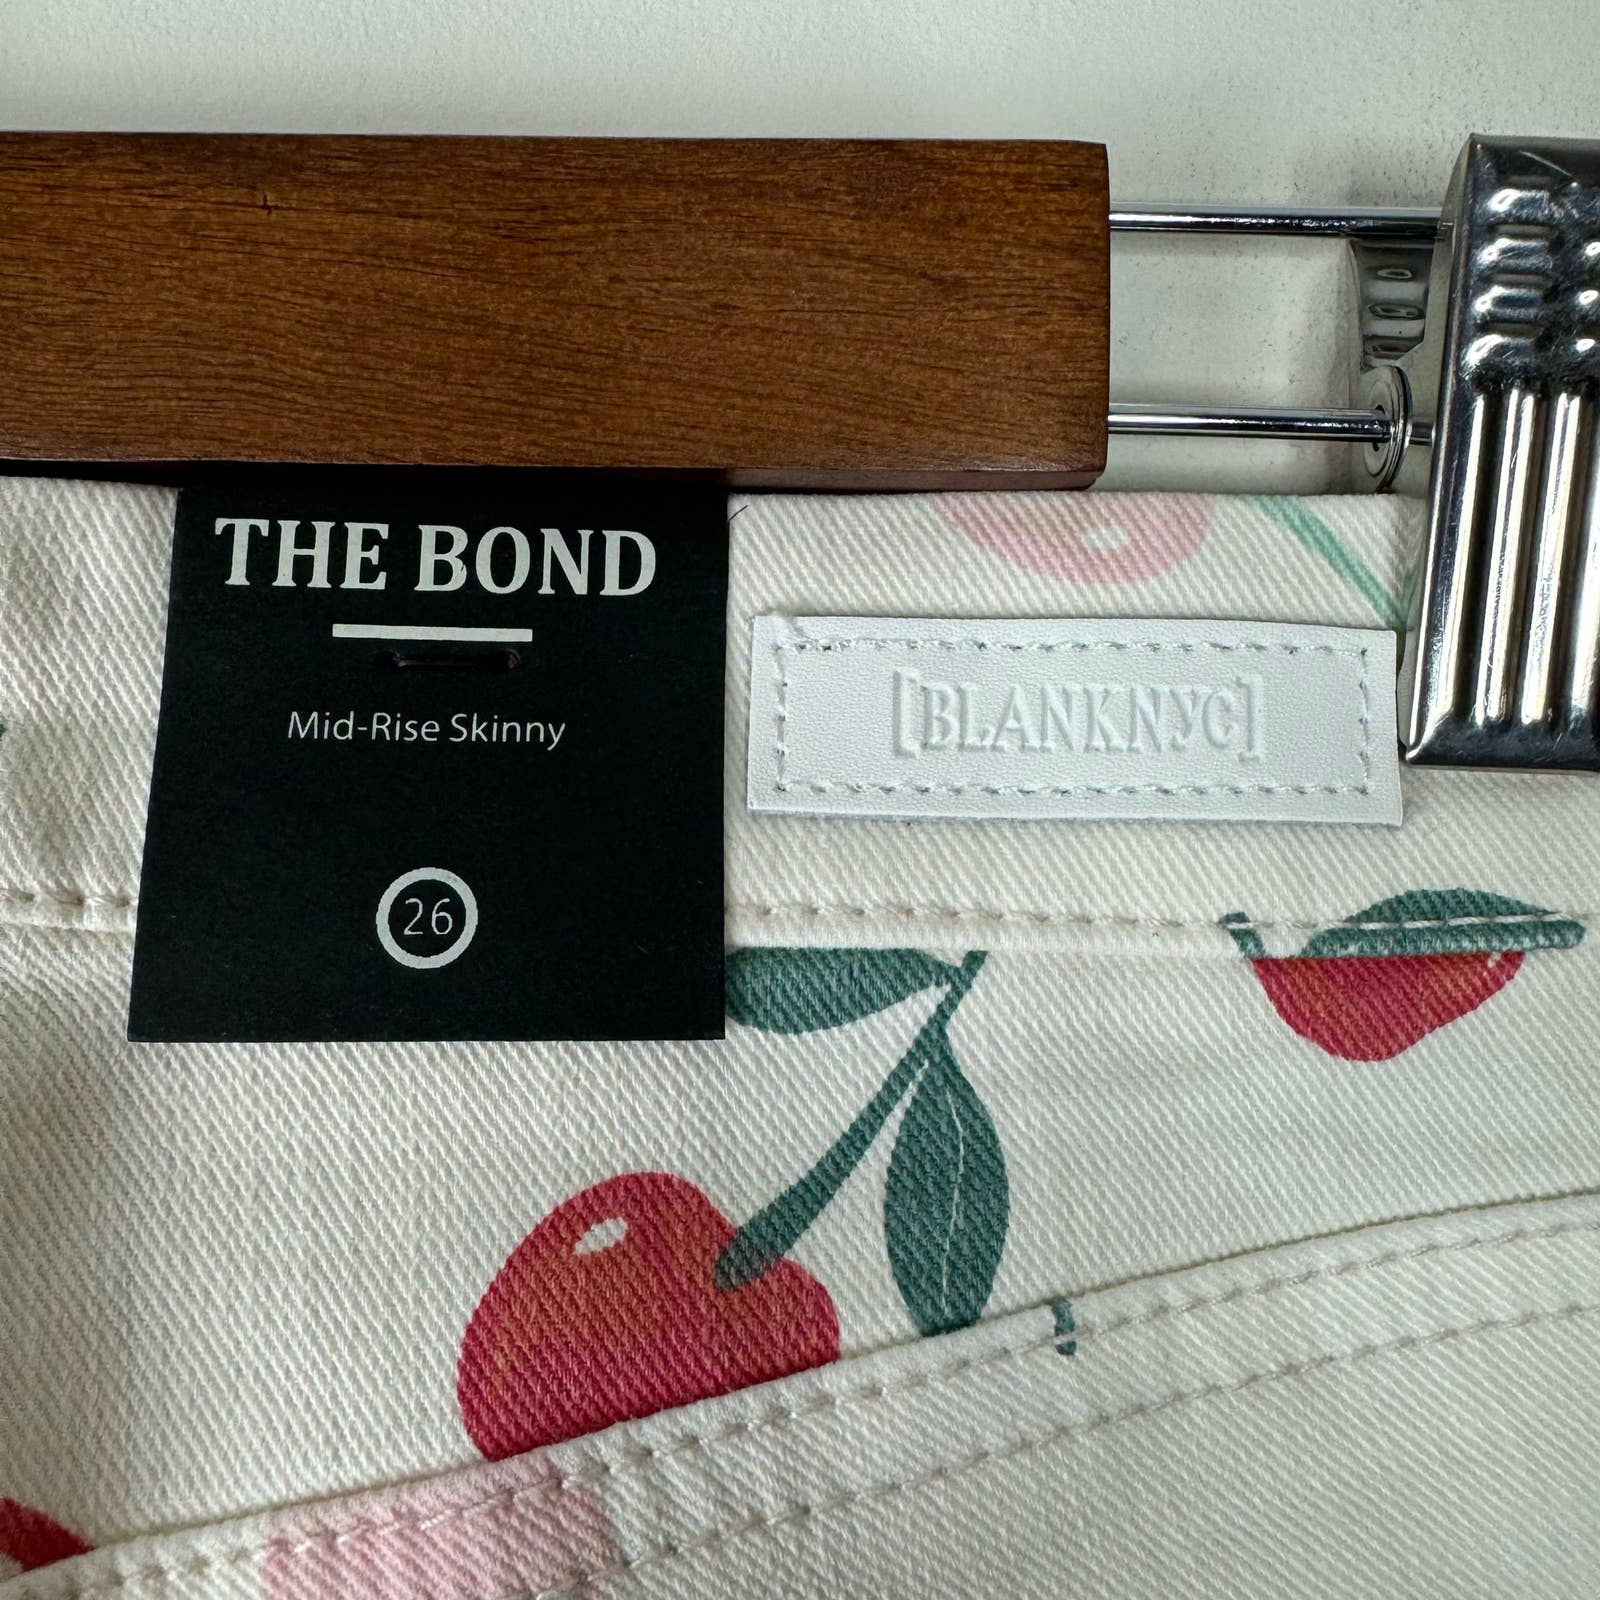 THE BOND
Mid-Rise Skinny
26
[BLANKNYC]